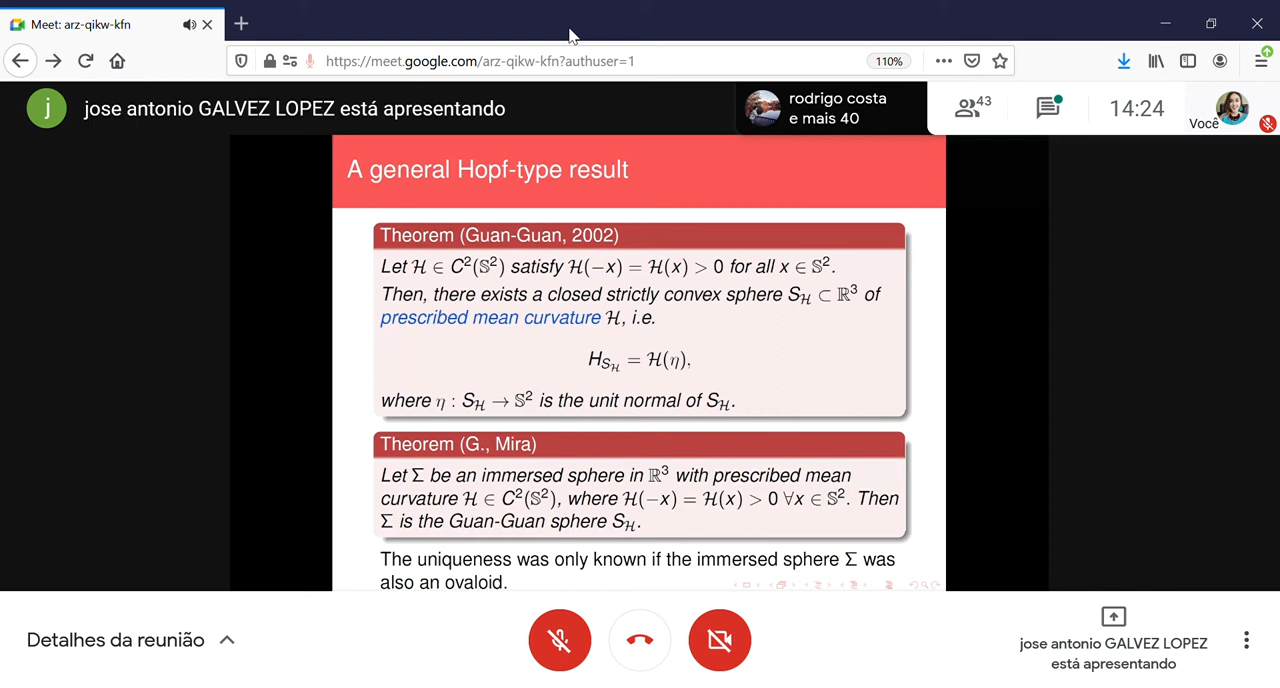 Meet: arz-qikw-kfn
https://meet.google.com/arz-qikw-kfn?authuser=1
110%
j
jose antonio GALVEZ LOPEZ está apresentando
rodrigo costa
e mais 40
43
14:24
Você
A general Hopf-type result
Theorem (Guan-Guan, 2002)
Let ℋ ∈ C²(𝕊²) satisfy ℋ(−x) = ℋ(x) > 0 for all x ∈ 𝕊².
Then, there exists a closed strictly convex sphere S_ℋ ⊂ ℝ³ of
prescribed mean curvature ℋ, i.e.
H_{S_ℋ} = ℋ(η),
where η : S_ℋ → 𝕊² is the unit normal of S_ℋ.
Theorem (G., Mira)
Let Σ be an immersed sphere in ℝ³ with prescribed mean
curvature ℋ ∈ C²(𝕊²), where ℋ(−x) = ℋ(x) > 0 ∀x ∈ 𝕊². Then
Σ is the Guan-Guan sphere S_ℋ.
The uniqueness was only known if the immersed sphere Σ was
also an ovaloid.
Detalhes da reunião
jose antonio GALVEZ LOPEZ
está apresentando